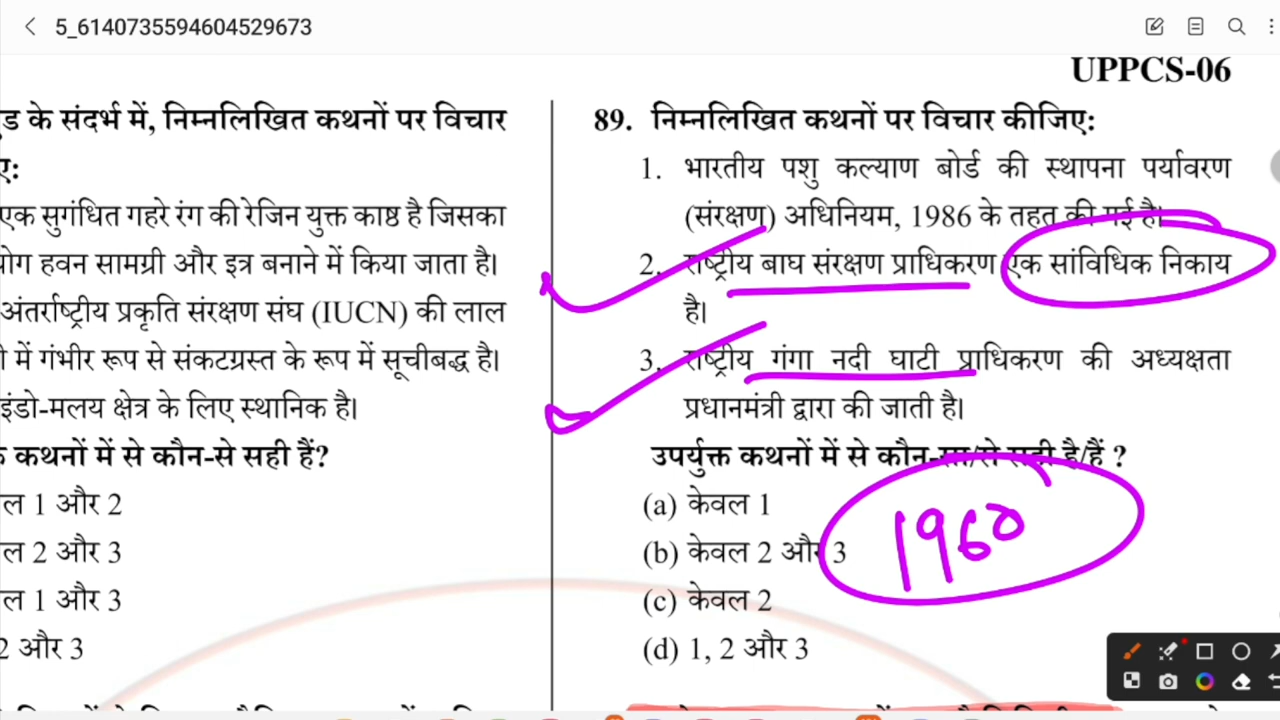 5_6140735594604529673
UPPCS-06
ड के संदर्भ में, निम्नलिखित कथनों पर विचार
ए:
एक सुगंधित गहरे रंग की रेजिन युक्त काष्ठ है जिसका
योग हवन सामग्री और इत्र बनाने में किया जाता है।
अंतर्राष्ट्रीय प्रकृति संरक्षण संघ (IUCN) की लाल
में गंभीर रूप से संकटग्रस्त के रूप में सूचीबद्ध है।
इंडो-मलय क्षेत्र के लिए स्थानिक है।
कथनों में से कौन-से सही हैं?
ल 1 और 2
ल 2 और 3
ल 1 और 3
2 और 3
89. निम्नलिखित कथनों पर विचार कीजिए:
1. भारतीय पशु कल्याण बोर्ड की स्थापना पर्यावरण
(संरक्षण) अधिनियम, 1986 के तहत की गई है।
2. राष्ट्रीय बाघ संरक्षण प्राधिकरण एक सांविधिक निकाय
है।
3. राष्ट्रीय गंगा नदी घाटी प्राधिकरण की अध्यक्षता
प्रधानमंत्री द्वारा की जाती है।
उपर्युक्त कथनों में से कौन-सा/से सही है/हैं ?
(a) केवल 1
(b) केवल 2 और 3
(c) केवल 2
(d) 1, 2 और 3
1960